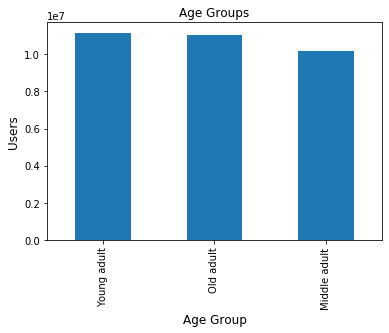 Age Groups
1e7
1.0
0.8
0.6
0.4
0.2
0.0
Users
Young adult
Old adult
Middle adult
Age Group